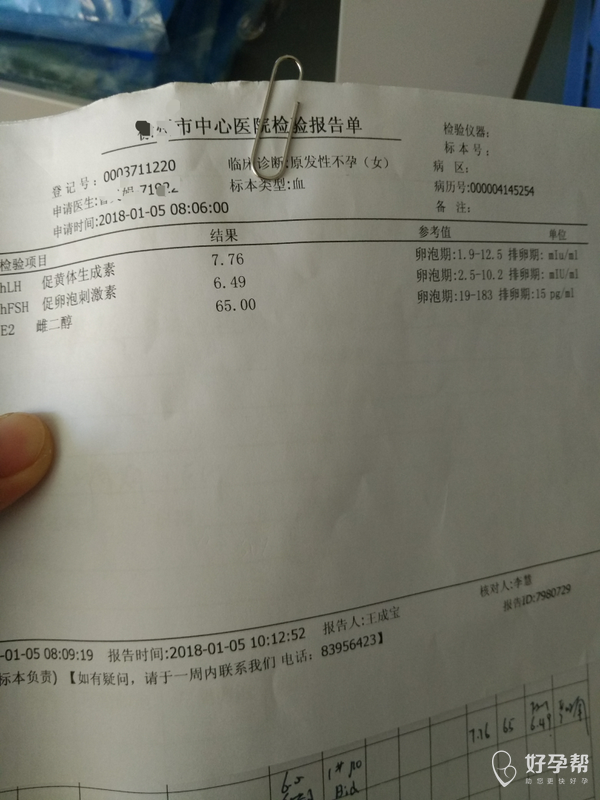 市中心医院检验报告单
检验仪器:
登记号: 0003711220 临床诊断:原发性不孕(女) 标本号:
申请医生: 标本类型:血 病 区:
申请时间:2018-01-05 08:06:00 病历号:000004145254
备 注:
检验项目 结果 参考值 单位
hLH 促黄体生成素 7.76 卵泡期:1.9-12.5 排卵期: mIu/ml
hFSH 促卵泡刺激素 6.49 卵泡期:2.5-10.2 排卵期: mIU/ml
E2 雌二醇 65.00 卵泡期:19-183 排卵期:15 pg/ml
-01-05 08:09:19 报告时间:2018-01-05 10:12:52 报告人:王成宝 核对人:李慧
报告ID:7980729
标本负责) 【如有疑问, 请于一周内联系我们 电话: 83956423】
7.76 65 6.49
1# po
Bid
好孕帮
助您更快好孕